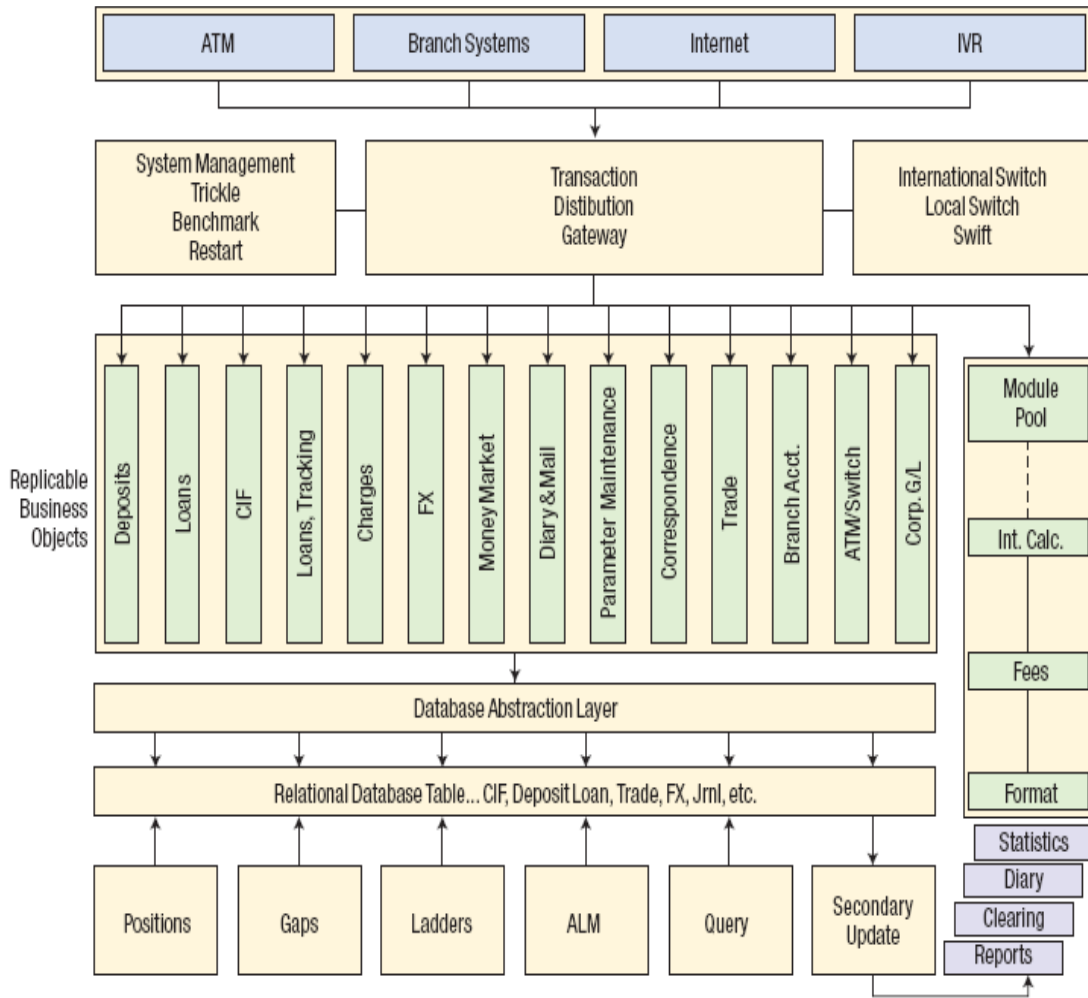 ATM
Branch Systems
Internet
IVR
System Management
Trickle
Benchmark
Restart
Transaction
Distibution
Gateway
International Switch
Local Switch
Swift
Replicable
Business
Objects
Deposits
Loans
CIF
Loans, Tracking
Charges
FX
Money Market
Diary & Mail
Parameter Maintenance
Correspondence
Trade
Branch Acct.
ATM/Switch
Corp. G/L
Module
Pool
Int. Calc.
Fees
Format
Database Abstraction Layer
Relational Database Table... CIF, Deposit Loan, Trade, FX, Jrnl, etc.
Positions
Gaps
Ladders
ALM
Query
Secondary
Update
Statistics
Diary
Clearing
Reports